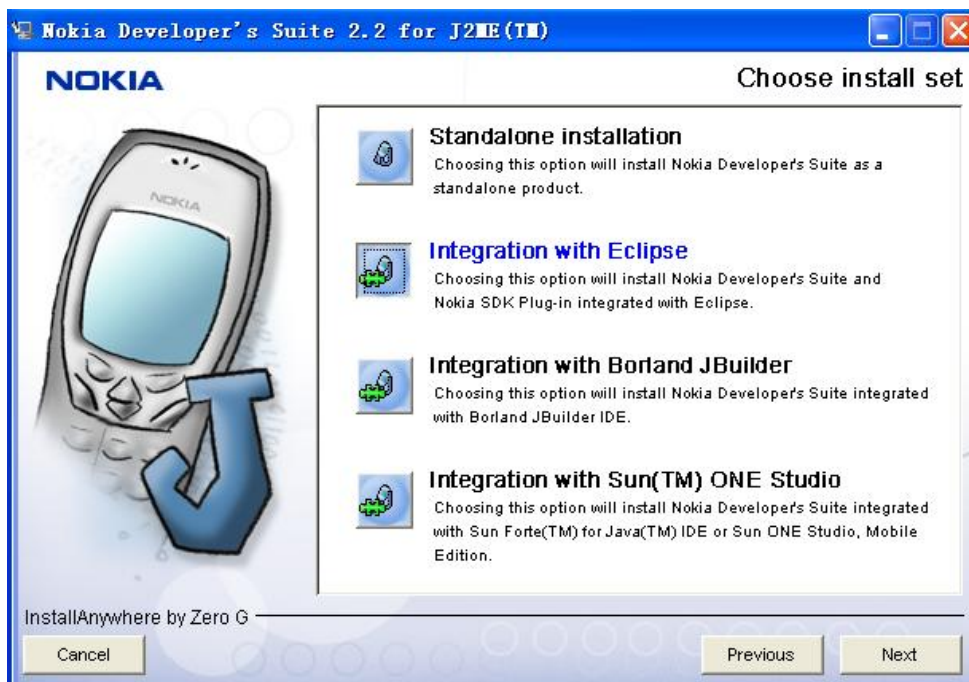 Nokia Developer's Suite 2.2 for J2ME(TM)
NOKIA
Choose install set
NOKIA
Standalone installation
Choosing this option will install Nokia Developer's Suite as a
standalone product.
Integration with Eclipse
Choosing this option will install Nokia Developer's Suite and
Nokia SDK Plug-in integrated with Eclipse.
Integration with Borland JBuilder
Choosing this option will install Nokia Developer's Suite integrated
with Borland JBuilder IDE.
Integration with Sun(TM) ONE Studio
Choosing this option will install Nokia Developer's Suite integrated
with Sun Forte(TM) for Java(TM) IDE or Sun ONE Studio, Mobile
Edition.
J
InstallAnywhere by Zero G
Cancel
Previous
Next